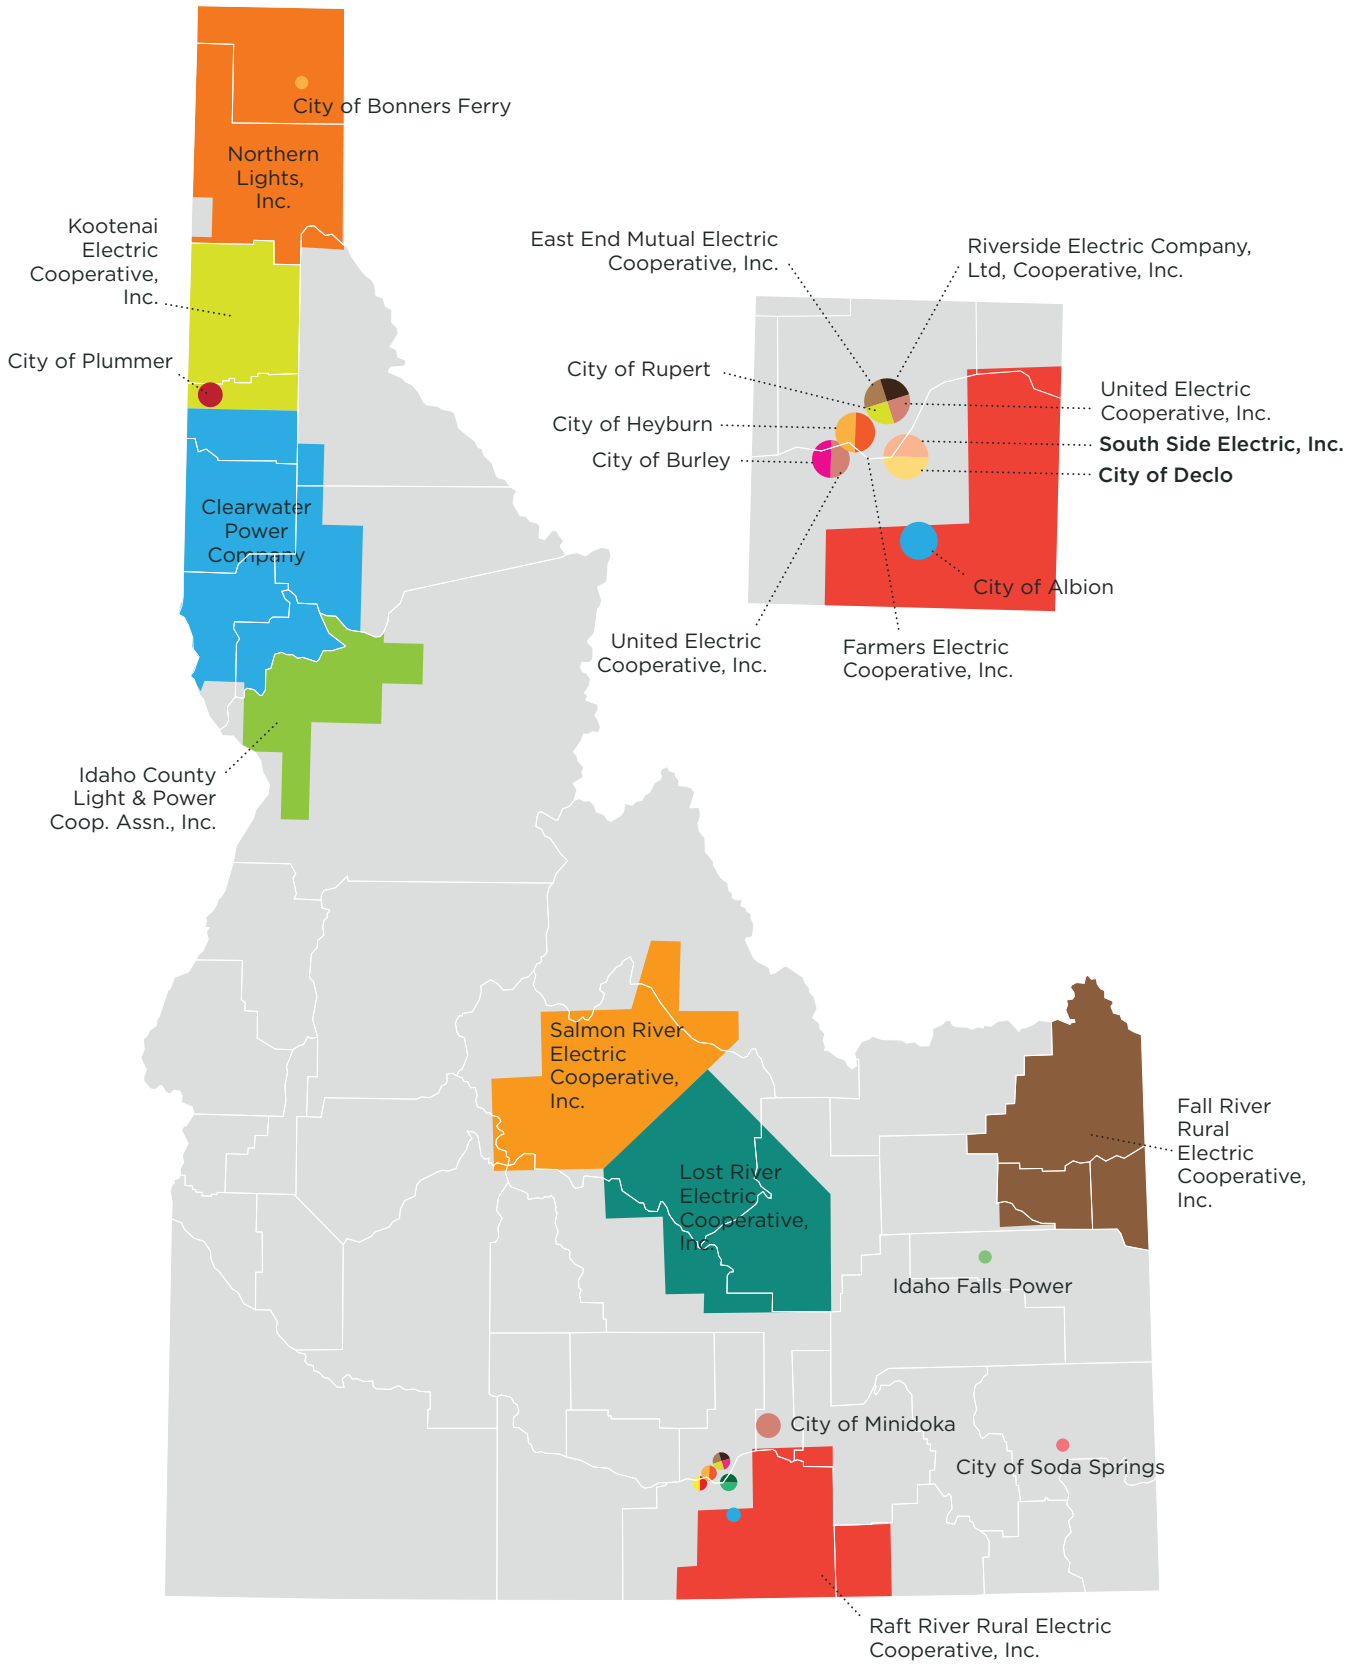 City of Bonners Ferry
Northern
Lights,
Inc.
Kootenai
Electric
Cooperative,
Inc.
City of Plummer
Clearwater
Power
Company
Idaho County
Light & Power
Coop. Assn., Inc.
East End Mutual Electric
Cooperative, Inc.
Riverside Electric Company,
Ltd, Cooperative, Inc.
City of Rupert
City of Heyburn
City of Burley
United Electric
Cooperative, Inc.
South Side Electric, Inc.
City of Declo
City of Albion
United Electric
Cooperative, Inc.
Farmers Electric
Cooperative, Inc.
Salmon River
Electric
Cooperative,
Inc.
Lost River
Electric
Cooperative,
Inc.
Fall River
Rural
Electric
Cooperative,
Inc.
Idaho Falls Power
City of Minidoka
City of Soda Springs
Raft River Rural Electric
Cooperative, Inc.